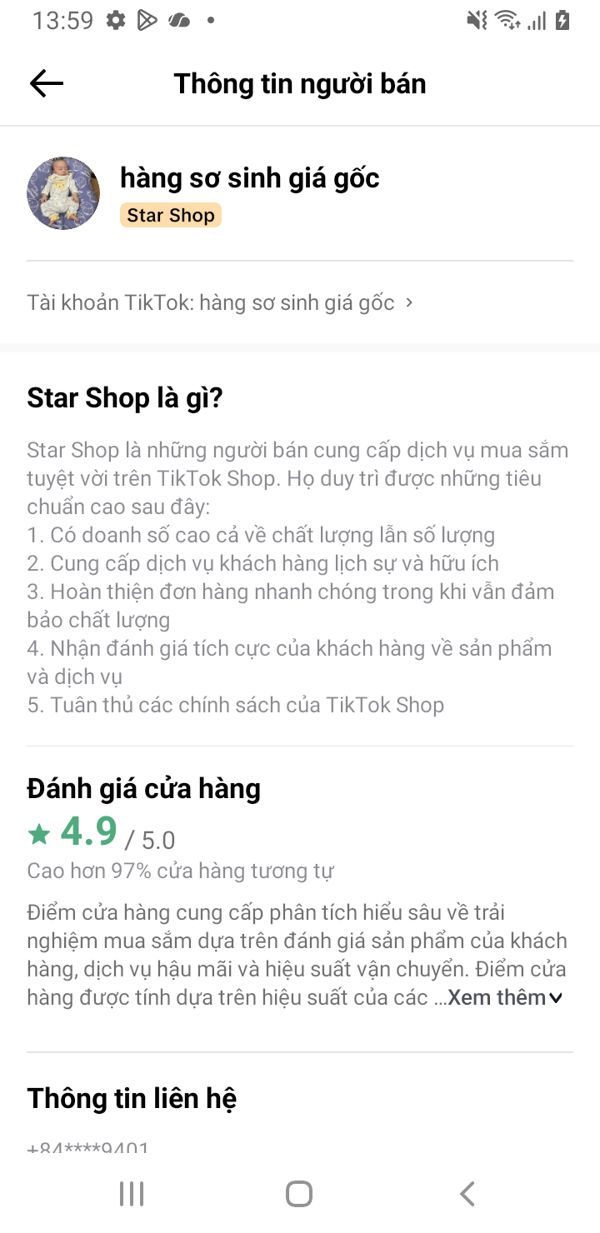 13:59
Thông tin người bán
hàng sơ sinh giá gốc
Star Shop
Tài khoản TikTok: hàng sơ sinh giá gốc
Star Shop là gì?
Star Shop là những người bán cung cấp dịch vụ mua sắm
tuyệt vời trên TikTok Shop. Họ duy trì được những tiêu
chuẩn cao sau đây:
1. Có doanh số cao cả về chất lượng lẫn số lượng
2. Cung cấp dịch vụ khách hàng lịch sự và hữu ích
3. Hoàn thiện đơn hàng nhanh chóng trong khi vẫn đảm
bảo chất lượng
4. Nhận đánh giá tích cực của khách hàng về sản phẩm
và dịch vụ
5. Tuân thủ các chính sách của TikTok Shop
Đánh giá cửa hàng
4.9 / 5.0
Cao hơn 97% cửa hàng tương tự
Điểm cửa hàng cung cấp phân tích hiểu sâu về trải
nghiệm mua sắm dựa trên đánh giá sản phẩm của khách
hàng, dịch vụ hậu mãi và hiệu suất vận chuyển. Điểm cửa
hàng được tính dựa trên hiệu suất của các ...Xem thêm
Thông tin liên hệ
+84****9401